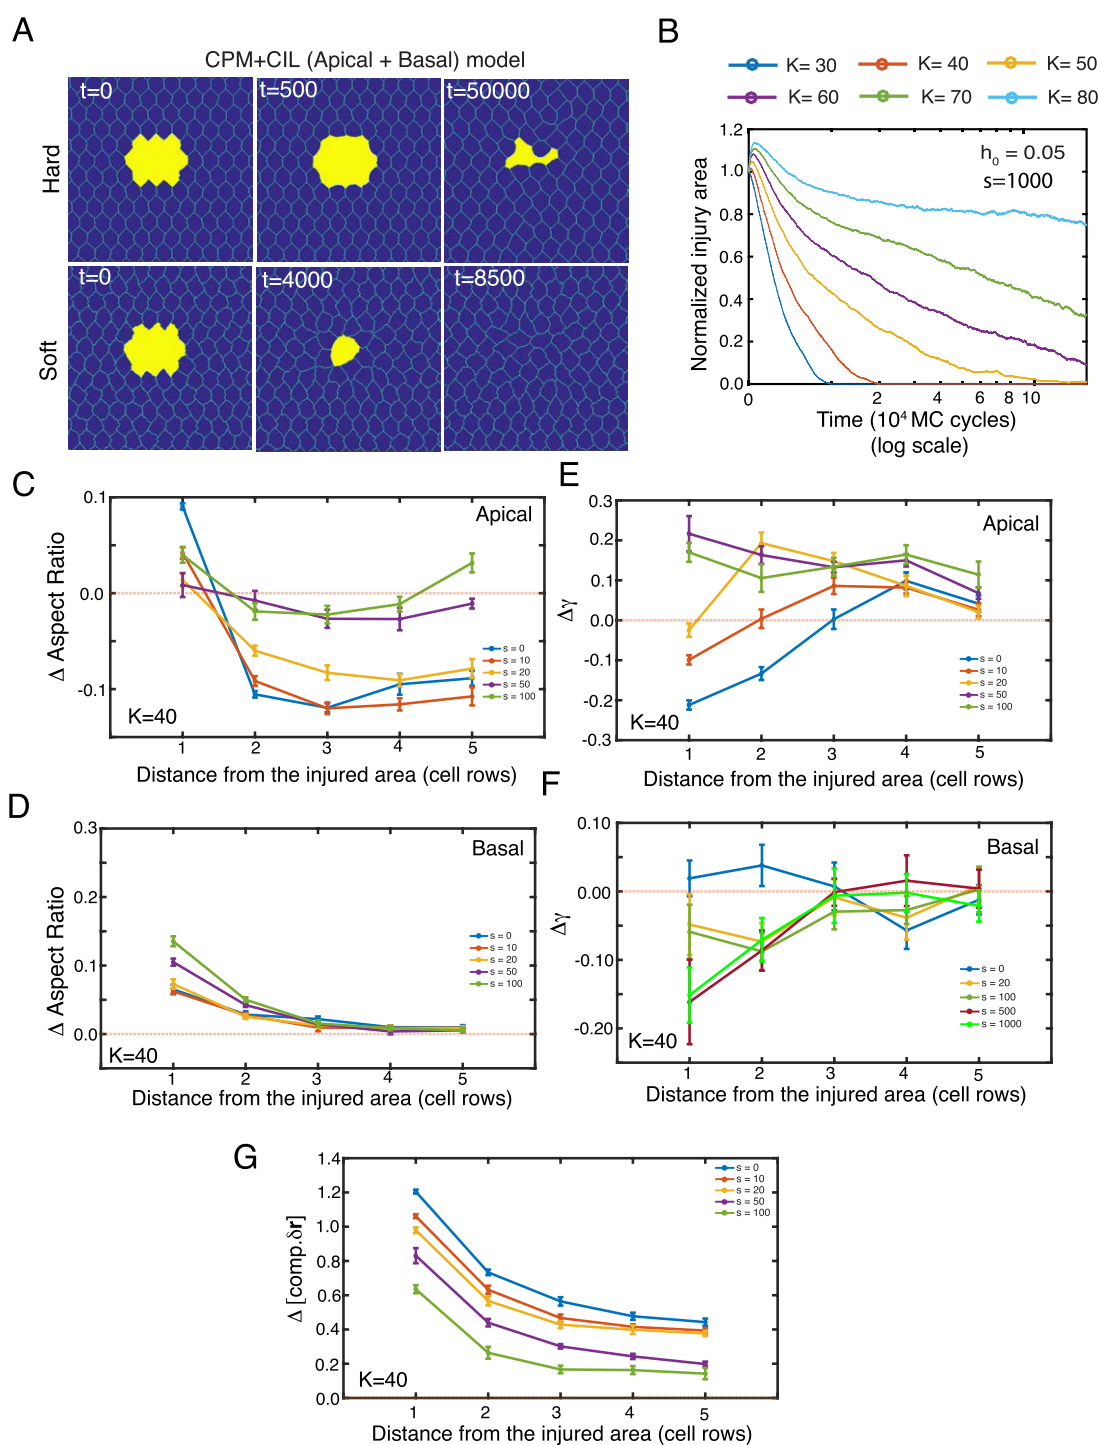 A
CPM+CIL (Apical + Basal) model
Hard
t=0
t=500
t=50000
Soft
t=0
t=4000
t=8500
B
K= 30
K= 40
K= 50
K= 60
K= 70
K= 80
h0 = 0.05
s=1000
Normalized injury area
1.2
1.0
0.8
0.6
0.4
0.2
0.0
0
2
4
6
8
10
Time (10⁴ MC cycles)
(log scale)
C
Apical
Δ Aspect Ratio
0.1
0.0
-0.1
s = 0
s = 10
s = 20
s = 50
s = 100
K=40
1
2
3
4
5
Distance from the injured area (cell rows)
E
Apical
Δγ
0.3
0.2
0.1
0.0
-0.1
-0.2
-0.3
s = 0
s = 10
s = 20
s = 50
s = 100
K=40
1
2
3
4
5
Distance from the injured area (cell rows)
D
Basal
Δ Aspect Ratio
0.3
0.2
0.1
0.0
s = 0
s = 10
s = 20
s = 50
s = 100
K=40
1
2
3
4
5
Distance from the injured area (cell rows)
F
Basal
Δγ
0.10
0.00
-0.10
-0.20
s = 0
s = 20
s = 100
s = 500
s = 1000
K=40
1
2
3
4
5
Distance from the injured area (cell rows)
G
Δ [comp.δr]
1.4
1.2
1.0
0.8
0.6
0.4
0.2
0.0
s = 0
s = 10
s = 20
s = 50
s = 100
K=40
1
2
3
4
5
Distance from the injured area (cell rows)